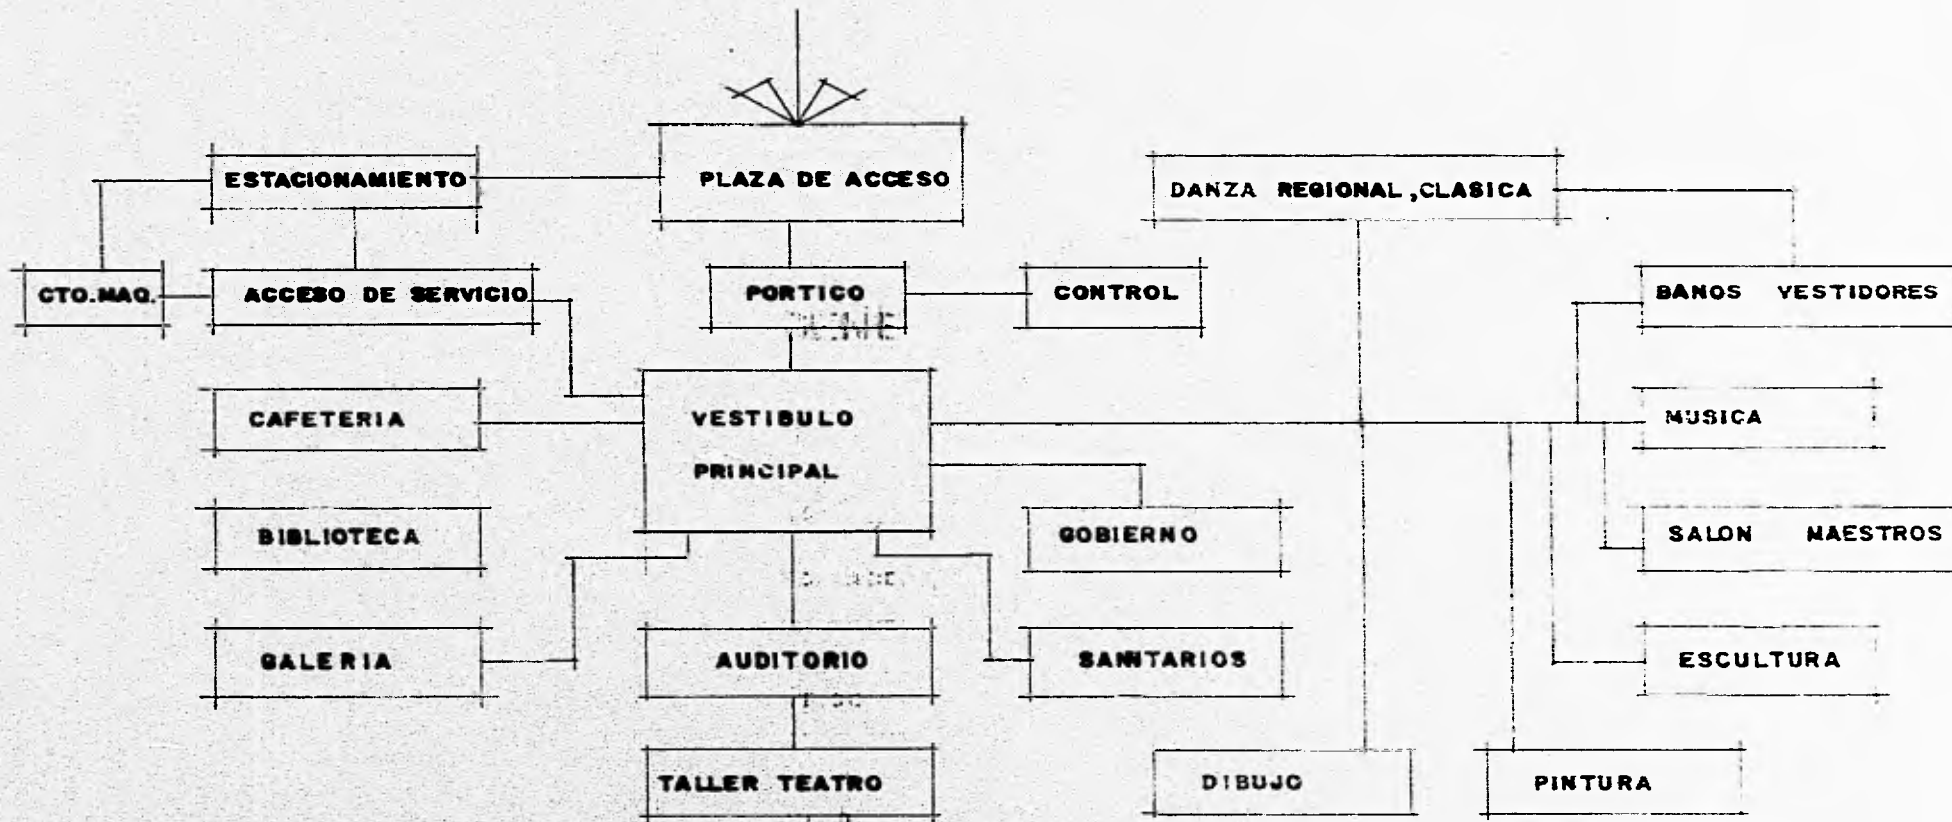 PLAZA DE ACCESO
ESTACIONAMIENTO
DANZA REGIONAL,CLASICA
CTO.MAQ.
ACCESO DE SERVICIO
PORTICO
CONTROL
BANOS VESTIDORES
CAFETERIA
VESTIBULO
PRINCIPAL
MUSICA
BIBLIOTECA
GOBIERNO
SALON MAESTROS
GALERIA
AUDITORIO
SANITARIOS
ESCULTURA
TALLER TEATRO
DIBUJO
PINTURA